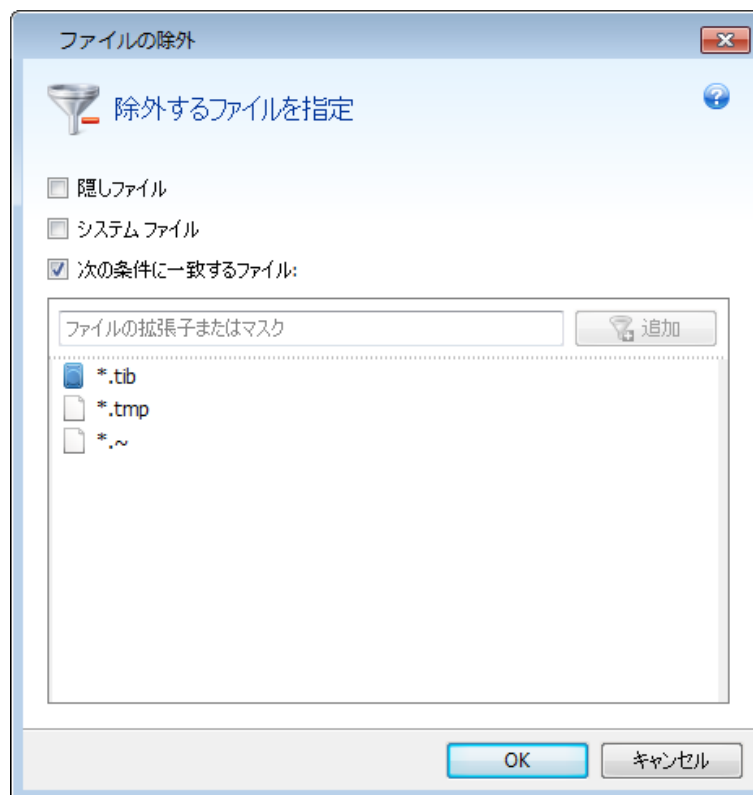 ファイルの除外
除外するファイルを指定
隠しファイル
システム ファイル
次の条件に一致するファイル:
ファイルの拡張子またはマスク
追加
*.tib
*.tmp
*.~
OK
キャンセル